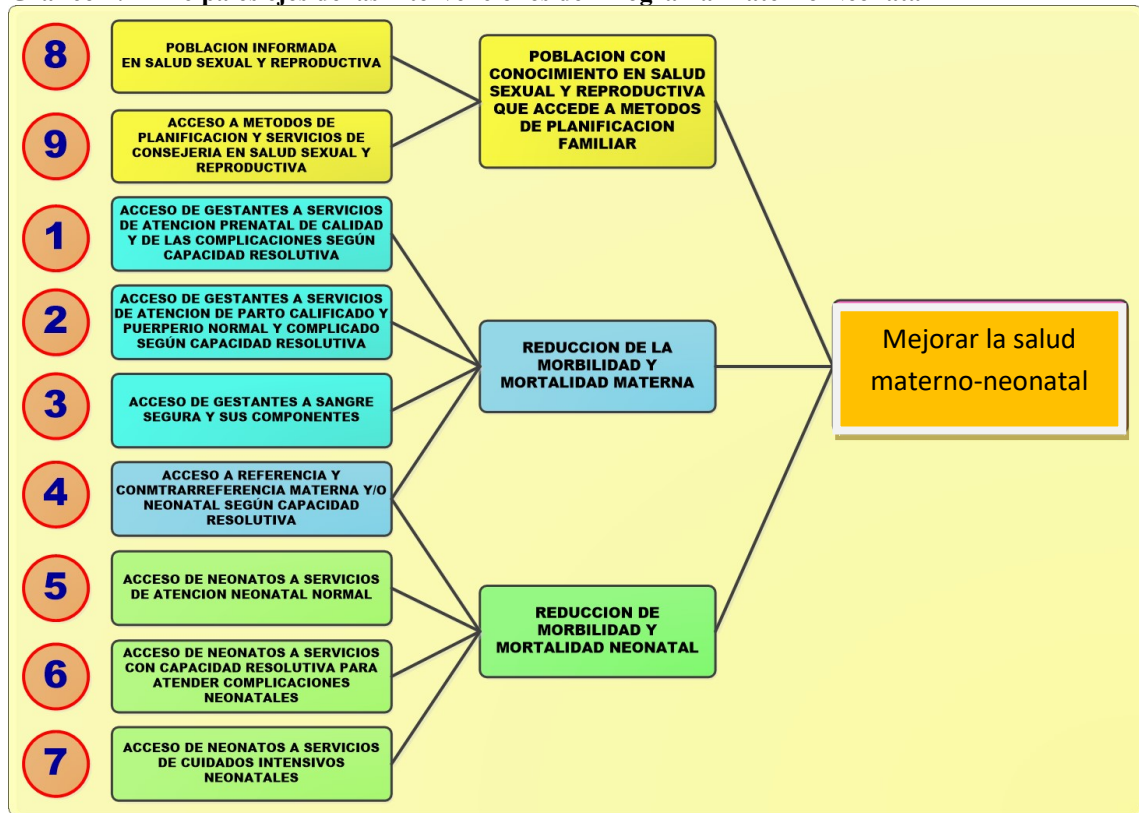 8
POBLACION INFORMADA
EN SALUD SEXUAL Y REPRODUCTIVA
9
ACCESO A METODOS DE
PLANIFICACION Y SERVICIOS DE
CONSEJERIA EN SALUD SEXUAL Y
REPRODUCTIVA
1
ACCESO DE GESTANTES A SERVICIOS
DE ATENCION PRENATAL DE CALIDAD
Y DE LAS COMPLICACIONES SEGÚN
CAPACIDAD RESOLUTIVA
2
ACCESO DE GESTANTES A SERVICIOS
DE ATENCION DE PARTO CALIFICADO Y
PUERPERIO NORMAL Y COMPLICADO
SEGÚN CAPACIDAD RESOLUTIVA
3
ACCESO DE GESTANTES A SANGRE
SEGURA Y SUS COMPONENTES
4
ACCESO A REFERENCIA Y
CONMTRARREFERENCIA MATERNA Y/O
NEONATAL SEGÚN CAPACIDAD
RESOLUTIVA
5
ACCESO DE NEONATOS A SERVICIOS
DE ATENCION NEONATAL NORMAL
6
ACCESO DE NEONATOS A SERVICIOS
CON CAPACIDAD RESOLUTIVA PARA
ATENDER COMPLICACIONES
NEONATALES
7
ACCESO DE NEONATOS A SERVICIOS
DE CUIDADOS INTENSIVOS
NEONATALES
POBLACION CON
CONOCIMIENTO EN SALUD
SEXUAL Y REPRODUCTIVA
QUE ACCEDE A METODOS
DE PLANIFICACION
FAMILIAR
REDUCCION DE LA
MORBILIDAD Y
MORTALIDAD MATERNA
REDUCCION DE
MORBILIDAD Y
MORTALIDAD NEONATAL
Mejorar la salud
materno-neonatal